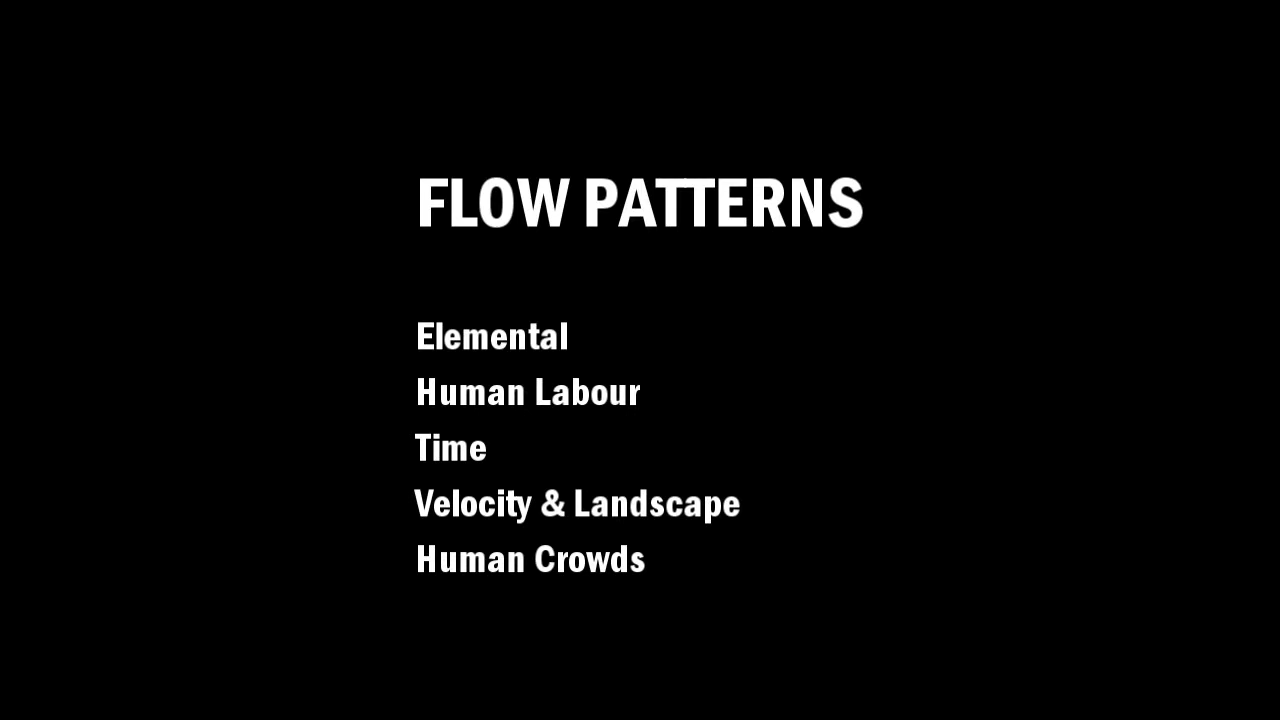 FLOW PATTERNS
Elemental
Human Labour
Time
Velocity & Landscape
Human Crowds